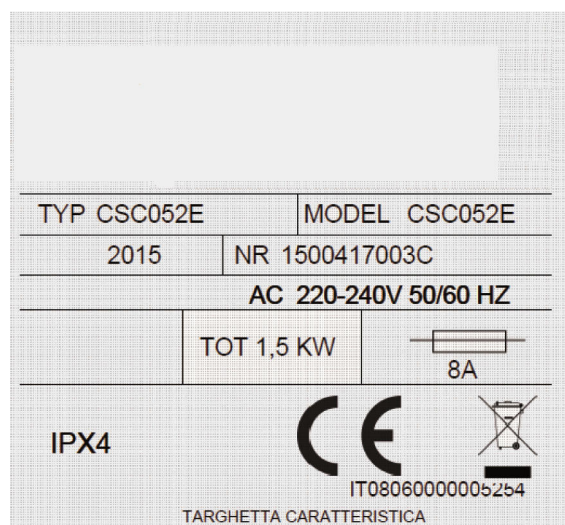 TYP CSC052E MODEL CSC052E
2015 NR 1500417003C
AC 220-240V 50/60 HZ
TOT 1,5 KW
8A
IPX4
CE
IT08060000005254
TARGHETTA CARATTERISTICA